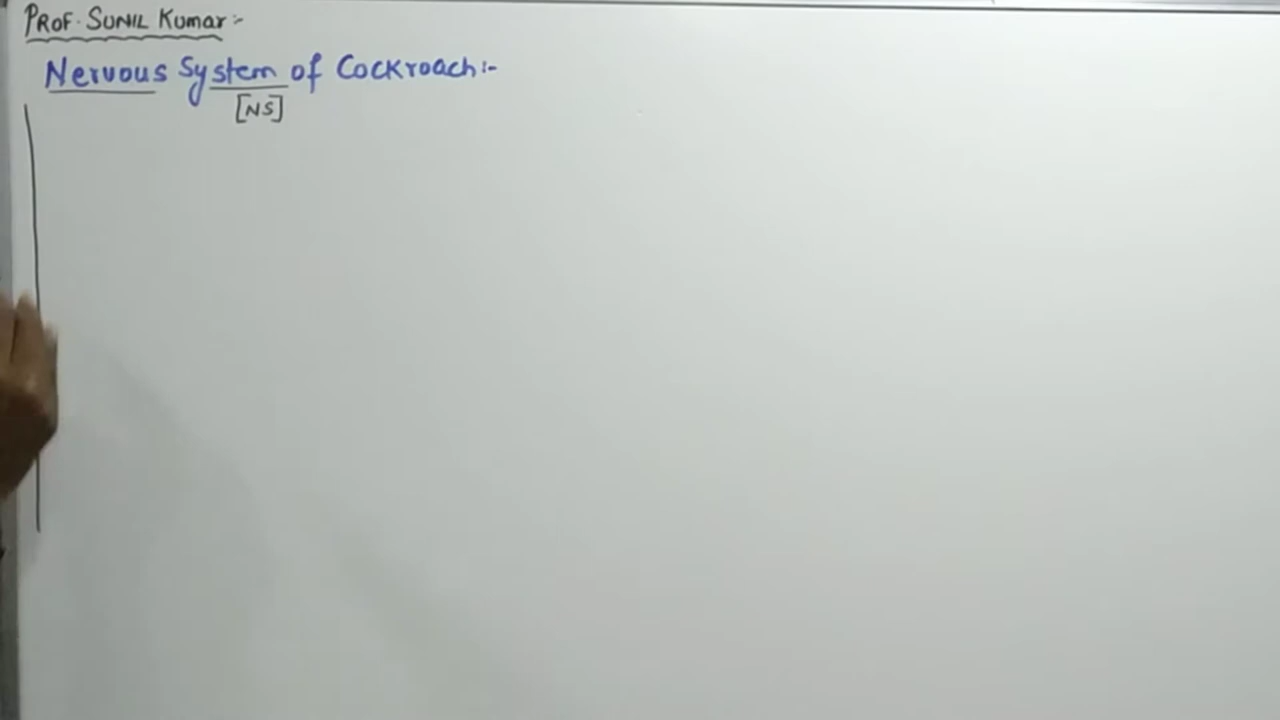 PROF. SUNIL Kumar:-
Nervous System of Cockroach:-
[NS]